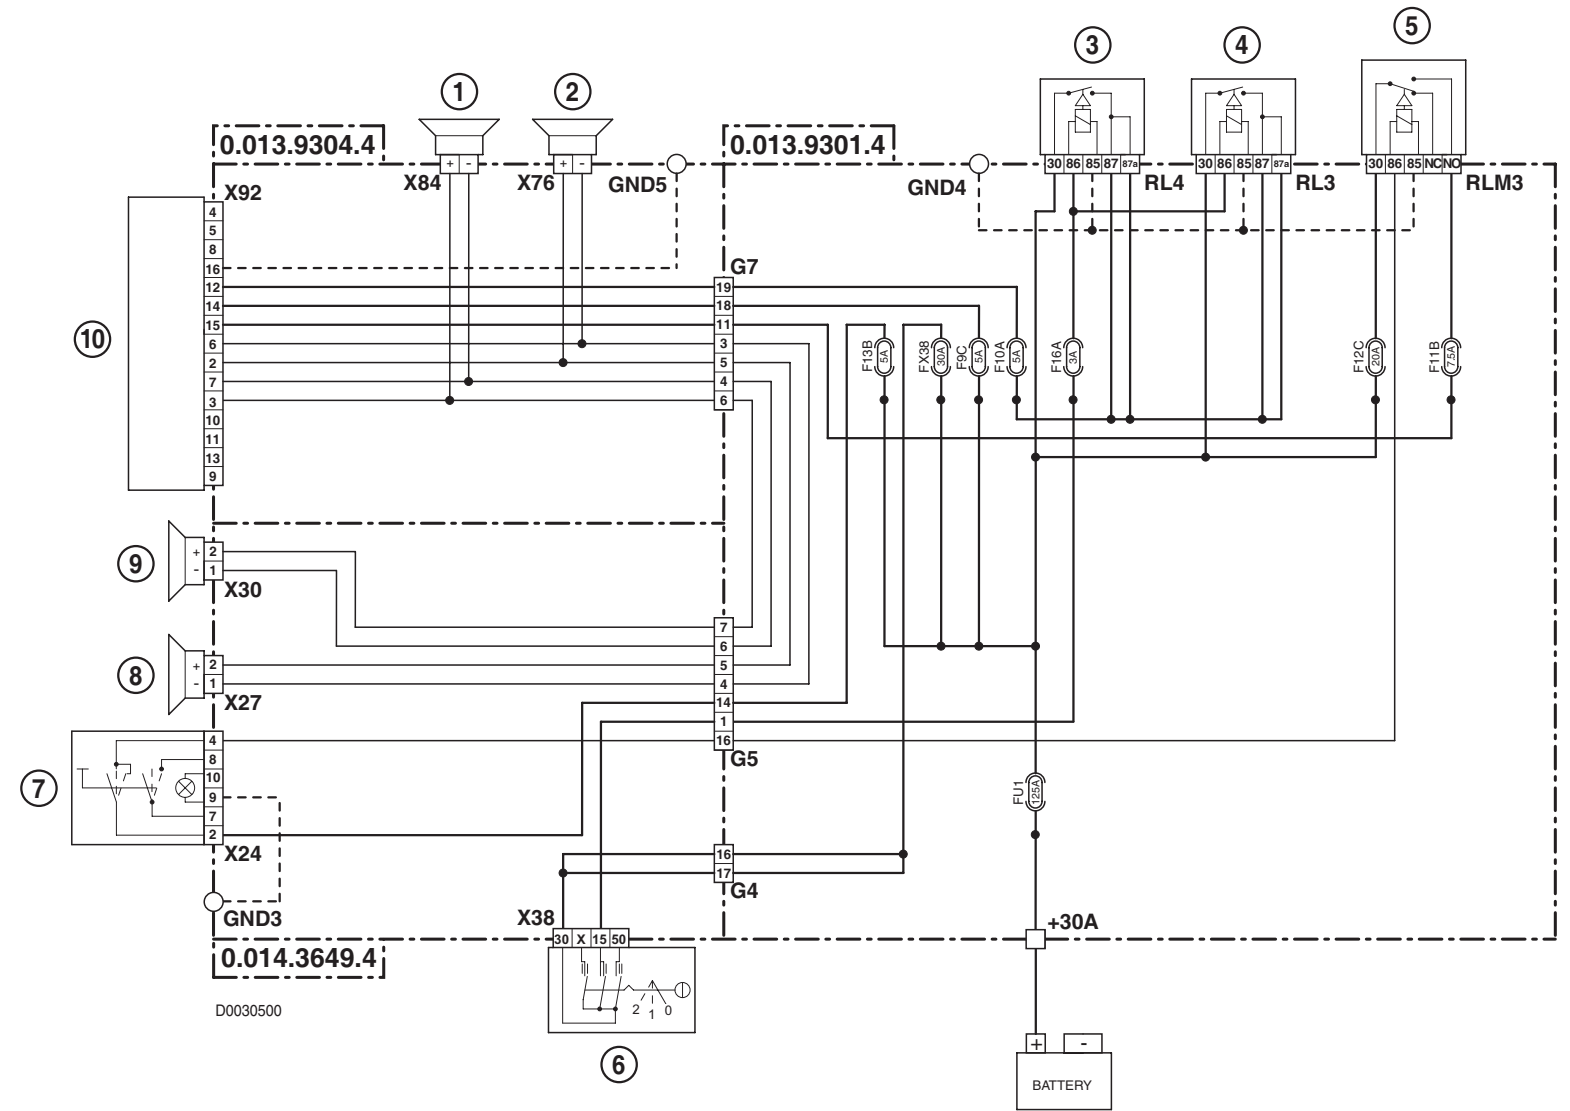 3
4
5
1
2
0.013.9304.4
0.013.9301.4
+ -
+ -
X84
X76
GND5
GND4
30 86 85 87 87a
RL4
30 86 85 87 87a
RL3
30 86 85 NC NO
RLM3
X92
4
5
8
16
12
14
15
6
2
7
3
10
11
13
9
10
G7
19
18
11
3
5
4
6
F13B 5A
FX38 30A
F9C 5A
F10A 5A
F16A 3A
F12C 20A
F11B 7.5A
9
+ 2
- 1
X30
8
+ 2
- 1
X27
7
6
5
4
14
1
16
G5
7
4
8
10
9
7
2
X24
FU1 125A
16
17
G4
GND3
X38
30 X 15 50
+30A
0.014.3649.4
2 1 0
D0030500
6
+ -
BATTERY